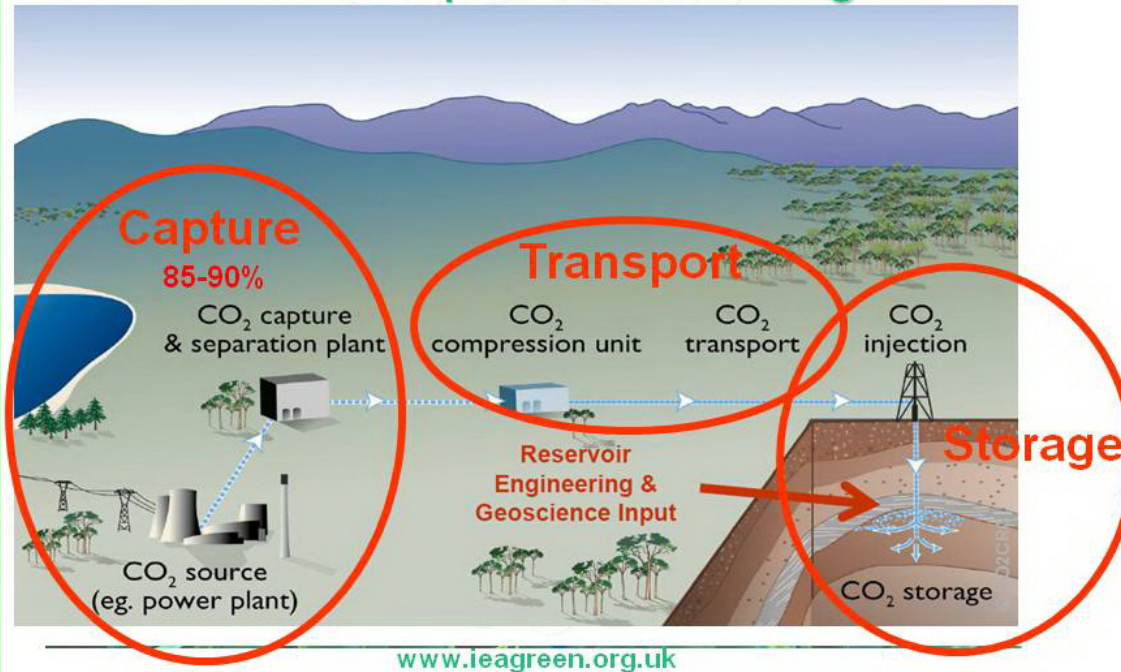 Capture
85-90%
CO₂ capture
& separation plant
Transport
CO₂
compression unit
CO₂
transport
CO₂
injection
Storage
Reservoir
Engineering &
Geoscience Input
CO₂ source
(eg. power plant)
CO₂ storage
www.ieagreen.org.uk